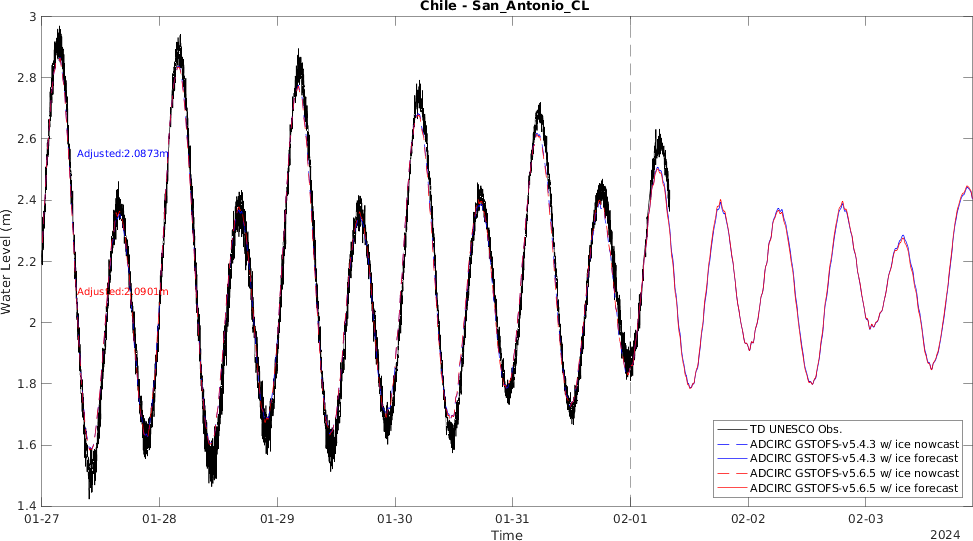 Chile - San_Antonio_CL
Water Level (m)
3
2.8
2.6
2.4
2.2
2
1.8
1.6
1.4
Adjusted:2.0873m
Adjusted:2.0901m
TD UNESCO Obs.
ADCIRC GSTOFS-v5.4.3 w/ ice nowcast
ADCIRC GSTOFS-v5.4.3 w/ ice forecast
ADCIRC GSTOFS-v5.6.5 w/ ice nowcast
ADCIRC GSTOFS-v5.6.5 w/ ice forecast
01-27 01-28 01-29 01-30 01-31 02-01 02-02 02-03
Time
2024